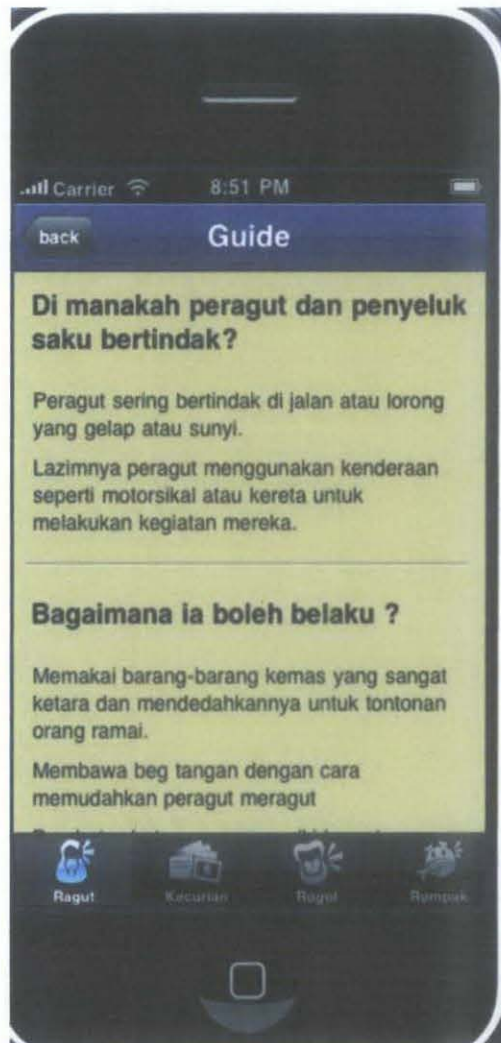 Carrier 8:51 PM
back Guide
Di manakah peragut dan penyeluk
saku bertindak?
Peragut sering bertindak di jalan atau lorong
yang gelap atau sunyi.
Lazimnya peragut menggunakan kenderaan
seperti motorsikal atau kereta untuk
melakukan kegiatan mereka.
Bagaimana ia boleh belaku ?
Memakai barang-barang kemas yang sangat
ketara dan mendedahkannya untuk tontonan
orang ramai.
Membawa beg tangan dengan cara
memudahkan peragut meragut
Ragut Kecurian Rogol Rompak